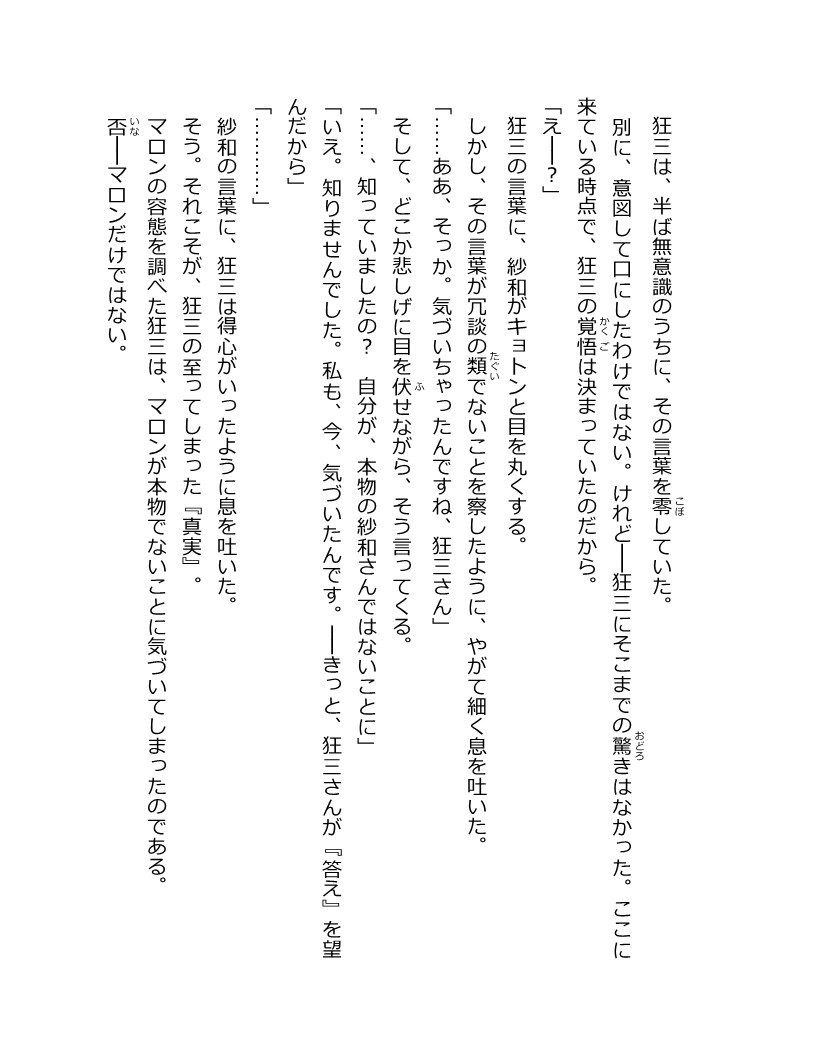 狂三は、半ば無意識のうちに、その言葉を零していた。
別に、意図して口にしたわけではない。けれど――狂三にそこまでの驚きはなかった。ここに
来ている時点で、狂三の覚悟は決まっていたのだから。
「え――？」
狂三の言葉に、紗和がキョトンと目を丸くする。
しかし、その言葉が冗談の類でないことを察したように、やがて細く息を吐いた。
「……ああ、そっか。気づいちゃったんですね、狂三さん」
そして、どこか悲しげに目を伏せながら、そう言ってくる。
「……、知っていましたの？　自分が、本物の紗和さんではないことに」
「いえ。知りませんでした。私も、今、気づいたんです。――きっと、狂三さんが『答え』を望
んだから」
「…………」
紗和の言葉に、狂三は得心がいったように息を吐いた。
そう。それこそが、狂三の至ってしまった『真実』。
マロンの容態を調べた狂三は、マロンが本物でないことに気づいてしまったのである。
否――マロンだけではない。